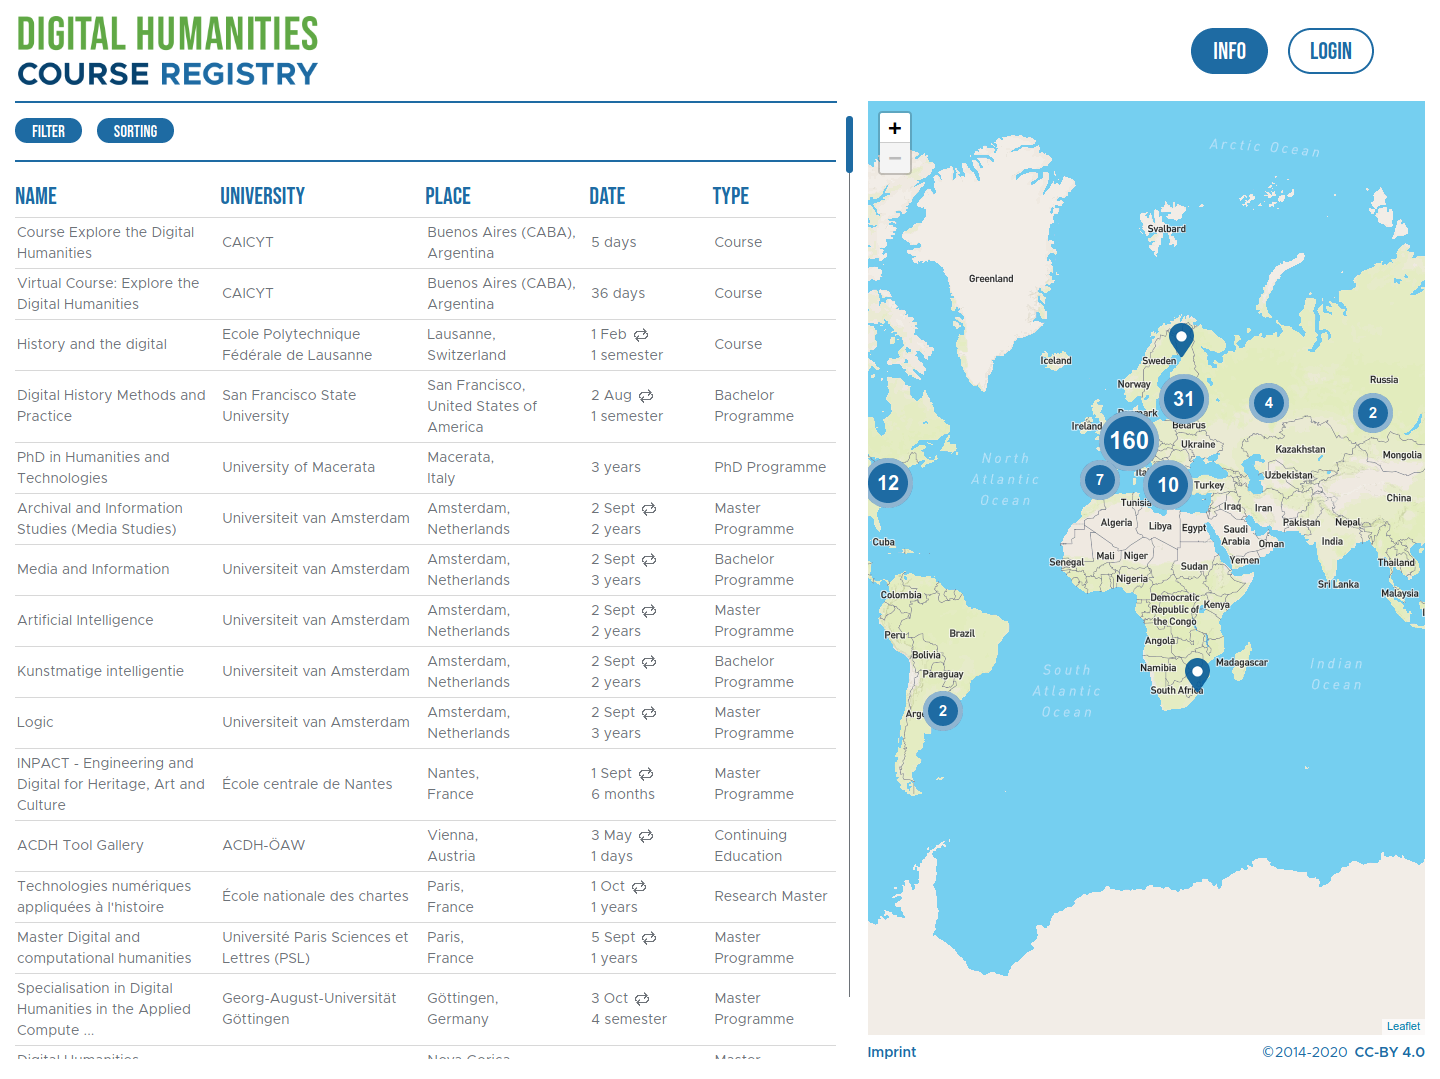 DIGITAL HUMANITIES
COURSE REGISTRY
INFO
LOGIN
FILTER
SORTING
NAME
UNIVERSITY
PLACE
DATE
TYPE
Course Explore the Digital
Humanities
CAICYT
Buenos Aires (CABA),
Argentina
5 days
Course
Virtual Course: Explore the
Digital Humanities
CAICYT
Buenos Aires (CABA),
Argentina
36 days
Course
History and the digital
Ecole Polytechnique
Fédérale de Lausanne
Lausanne,
Switzerland
1 Feb
1 semester
Course
Digital History Methods and
Practice
San Francisco State
University
San Francisco,
United States of
America
2 Aug
1 semester
Bachelor
Programme
PhD in Humanities and
Technologies
University of Macerata
Macerata,
Italy
3 years
PhD Programme
Archival and Information
Studies (Media Studies)
Universiteit van Amsterdam
Amsterdam,
Netherlands
2 Sept
2 years
Master
Programme
Media and Information
Universiteit van Amsterdam
Amsterdam,
Netherlands
2 Sept
3 years
Bachelor
Programme
Artificial Intelligence
Universiteit van Amsterdam
Amsterdam,
Netherlands
2 Sept
2 years
Master
Programme
Kunstmatige intelligentie
Universiteit van Amsterdam
Amsterdam,
Netherlands
2 Sept
2 years
Bachelor
Programme
Logic
Universiteit van Amsterdam
Amsterdam,
Netherlands
2 Sept
3 years
Master
Programme
INPACT - Engineering and
Digital for Heritage, Art and
Culture
École centrale de Nantes
Nantes,
France
1 Sept
6 months
Master
Programme
ACDH Tool Gallery
ACDH-ÖAW
Vienna,
Austria
3 May
1 days
Continuing
Education
Technologies numériques
appliquées à l'histoire
École nationale des chartes
Paris,
France
1 Oct
1 years
Research Master
Master Digital and
computational humanities
Université Paris Sciences et
Lettres (PSL)
Paris,
France
5 Sept
1 years
Master
Programme
Specialisation in Digital
Humanities in the Applied
Compute ...
Georg-August-Universität
Göttingen
Göttingen,
Germany
3 Oct
4 semester
Master
Programme
Digital Humanities
Nova Gorica,
Master
+
−
Arctic Ocean
Svalbard
Greenland
Iceland
Sweden
Norway
Russia
31
4
2
Ireland
Belarus
160
Ukraine
Kazakhstan
Mongolia
North
Atlantic
Ocean
12
7
10
Uzbekistan
Turkey
China
Tunisia
Iraq
Iran
Algeria
Libya
Egypt
Saudi
Arabia
Pakistan
Nepal
Cuba
Oman
India
Mali
Niger
Senegal
Yemen
Thailand
Sudan
Nigeria
Sri Lanka
Malaysia
Colombia
Democratic
Republic of
the Congo
Kenya
Peru
Brazil
Angola
Bolivia
Namibia
Madagascar
Paraguay
South
Atlantic
Ocean
Indian
Ocean
South Africa
2
Leaflet
Imprint
©2014-2020 CC-BY 4.0